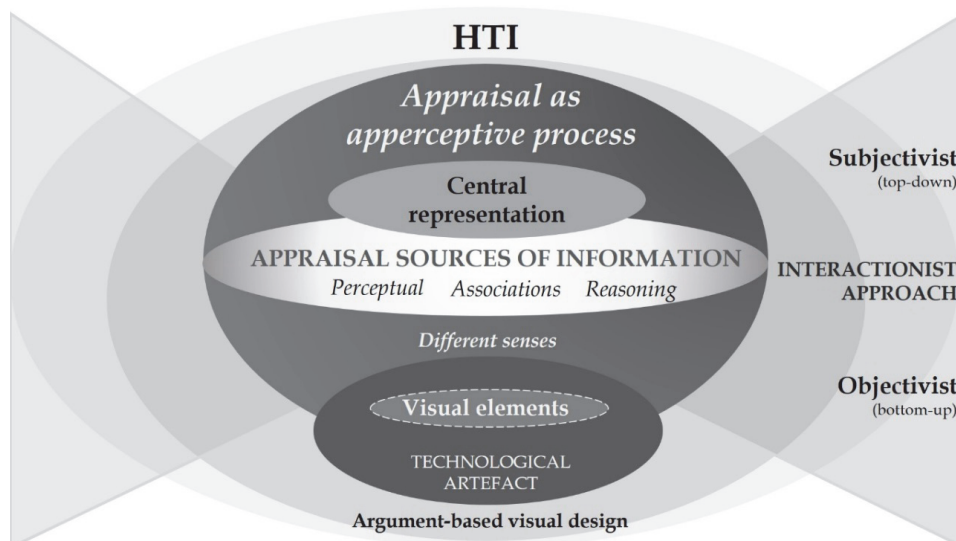 HTI
Appraisal as
apperceptive process
Central
representation
APPRAISAL SOURCES OF INFORMATION
Perceptual Associations Reasoning
Different senses
Visual elements
TECHNOLOGICAL
ARTEFACT
Argument-based visual design
Subjectivist
(top-down)
INTERACTIONIST
APPROACH
Objectivist
(bottom-up)